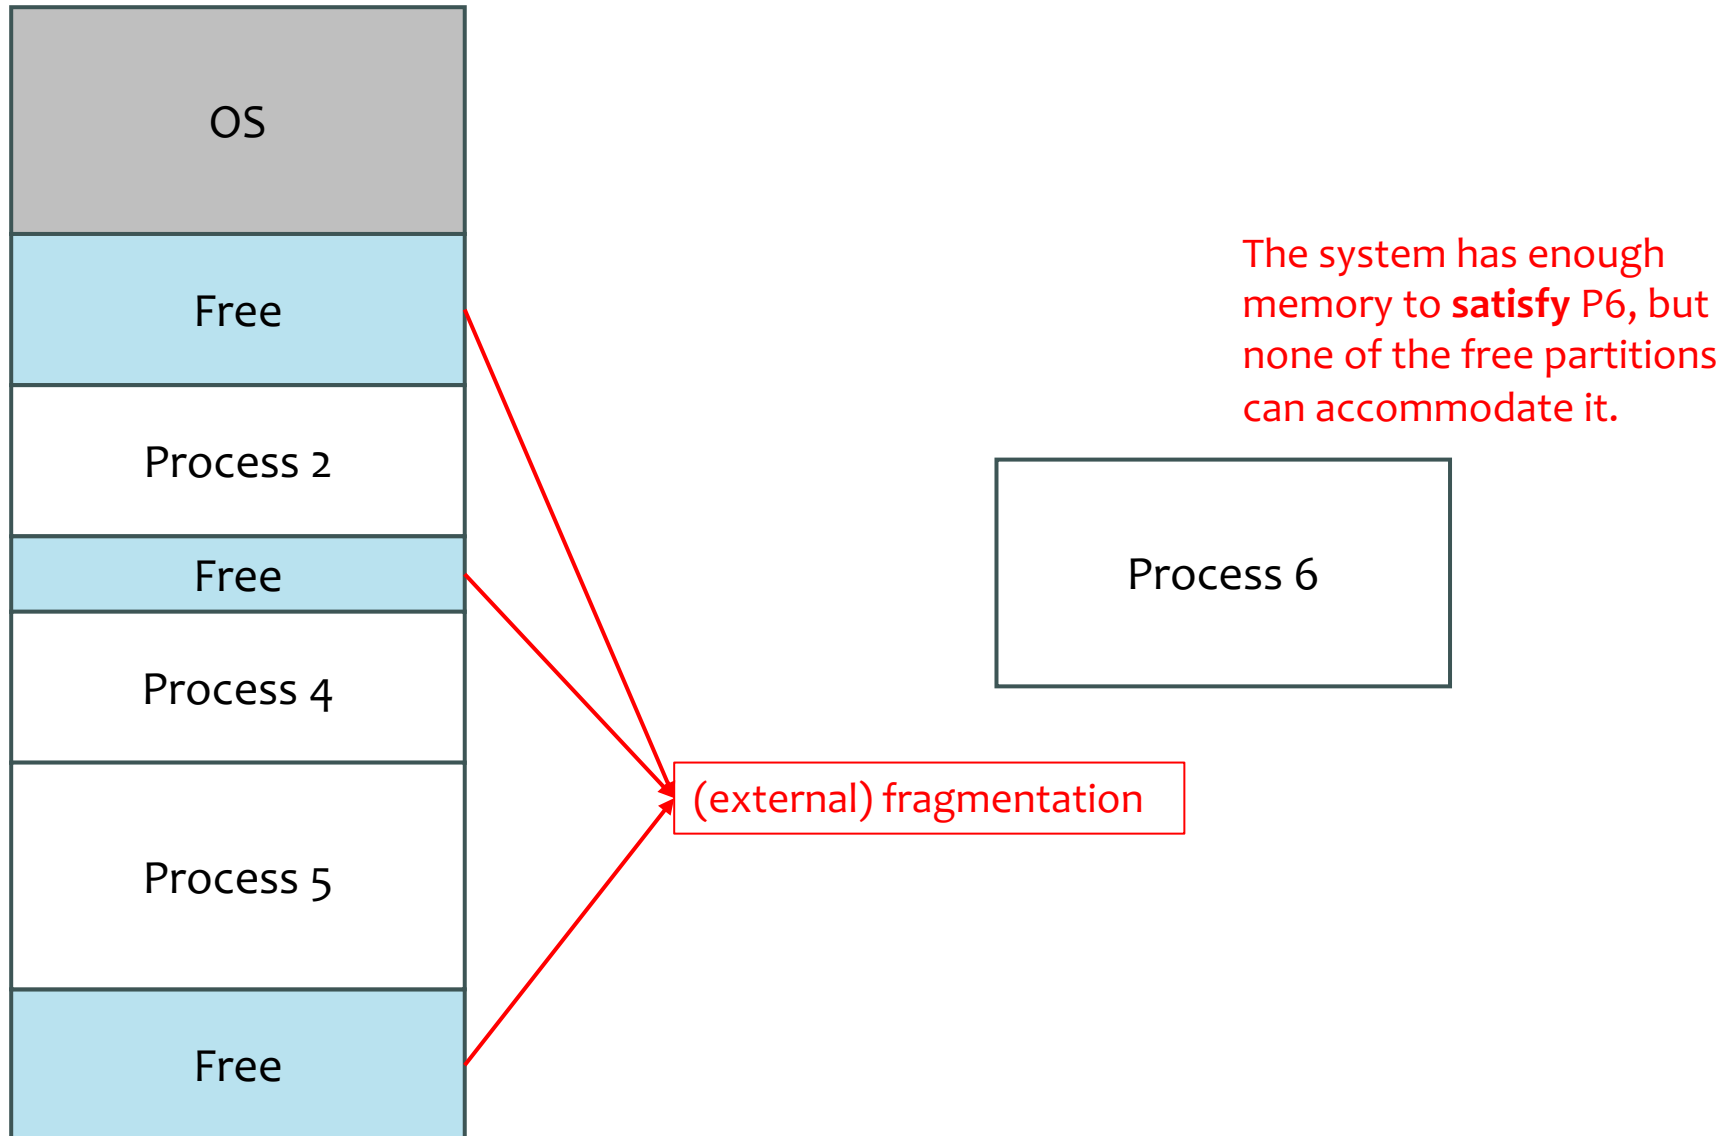 OS
Free
Process 2
Free
Process 4
Process 5
Free
The system has enough
memory to satisfy P6, but
none of the free partitions
can accommodate it.
Process 6
(external) fragmentation